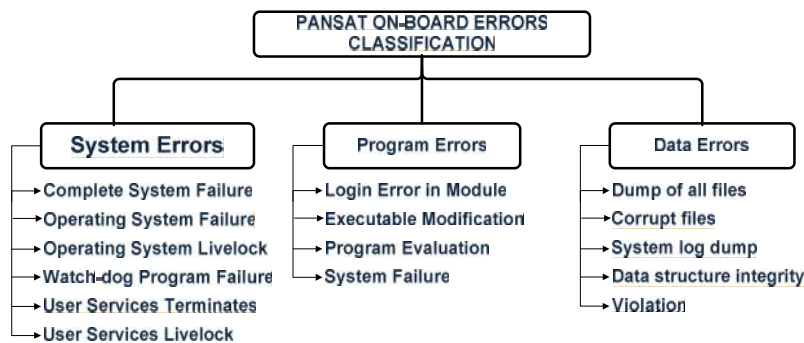 PANSAT ON-BOARD ERRORS
CLASSIFICATION
System Errors
Complete System Failure
Operating System Failure
Operating System Livelock
Watch-dog Program Failure
User Services Terminates
User Services Livelock
Program Errors
Login Error in Module
Executable Modification
Program Evaluation
System Failure
Data Errors
Dump of all files
Corrupt files
System log dump
Data structure integrity
Violation